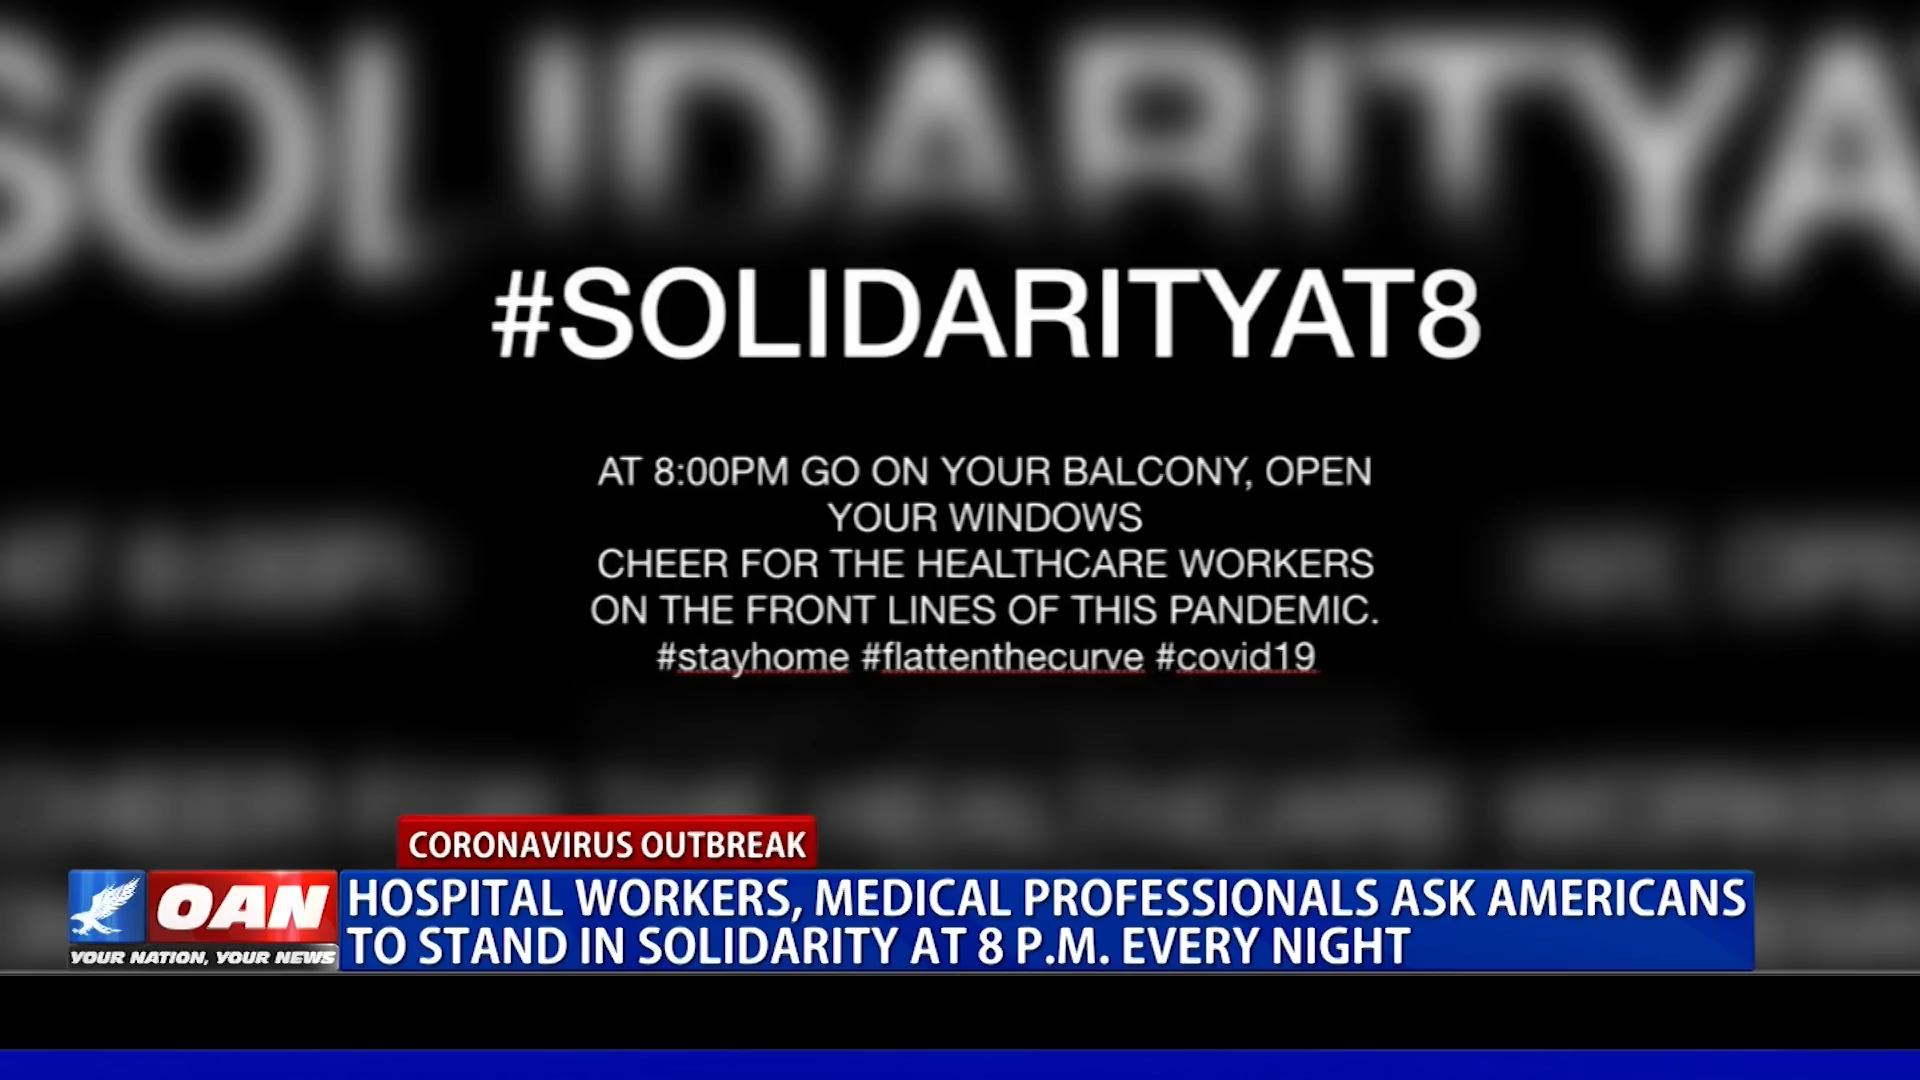 SOLIDARITYA
#SOLIDARITYAT8
AT 8:00PM GO ON YOUR BALCONY, OPEN
YOUR WINDOWS
CHEER FOR THE HEALTHCARE WORKERS
ON THE FRONT LINES OF THIS PANDEMIC.
#stayhome #flattenthecurve #covid19
CORONAVIRUS OUTBREAK
OAN
YOUR NATION, YOUR NEWS
HOSPITAL WORKERS, MEDICAL PROFESSIONALS ASK AMERICANS
TO STAND IN SOLIDARITY AT 8 P.M. EVERY NIGHT